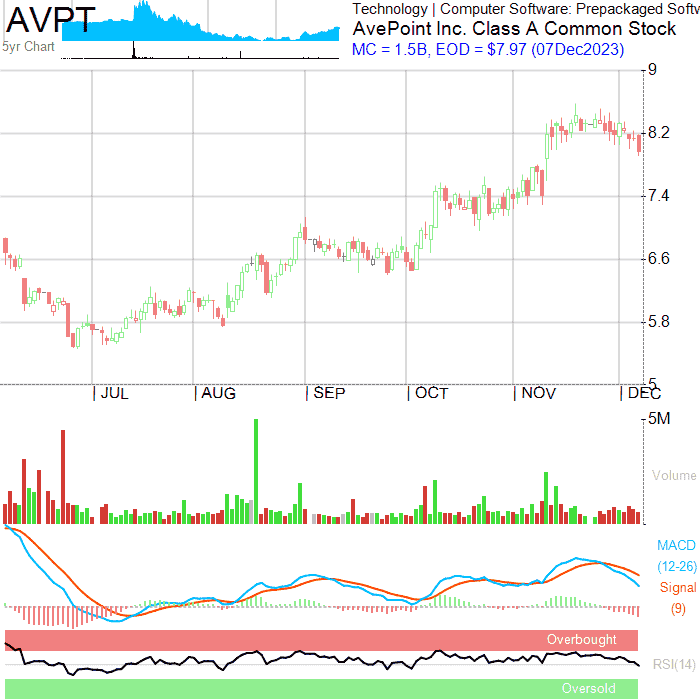 AVPT
5yr Chart
Technology | Computer Software: Prepackaged Softw
AvePoint Inc. Class A Common Stock
MC = 1.5B, EOD = $7.97 (07Dec2023)
9
8.2
7.4
6.6
5.8
5
JUL AUG SEP OCT NOV DEC
5M
Volume
MACD
(12-26)
Signal
(9)
Overbought
RSI(14)
Oversold